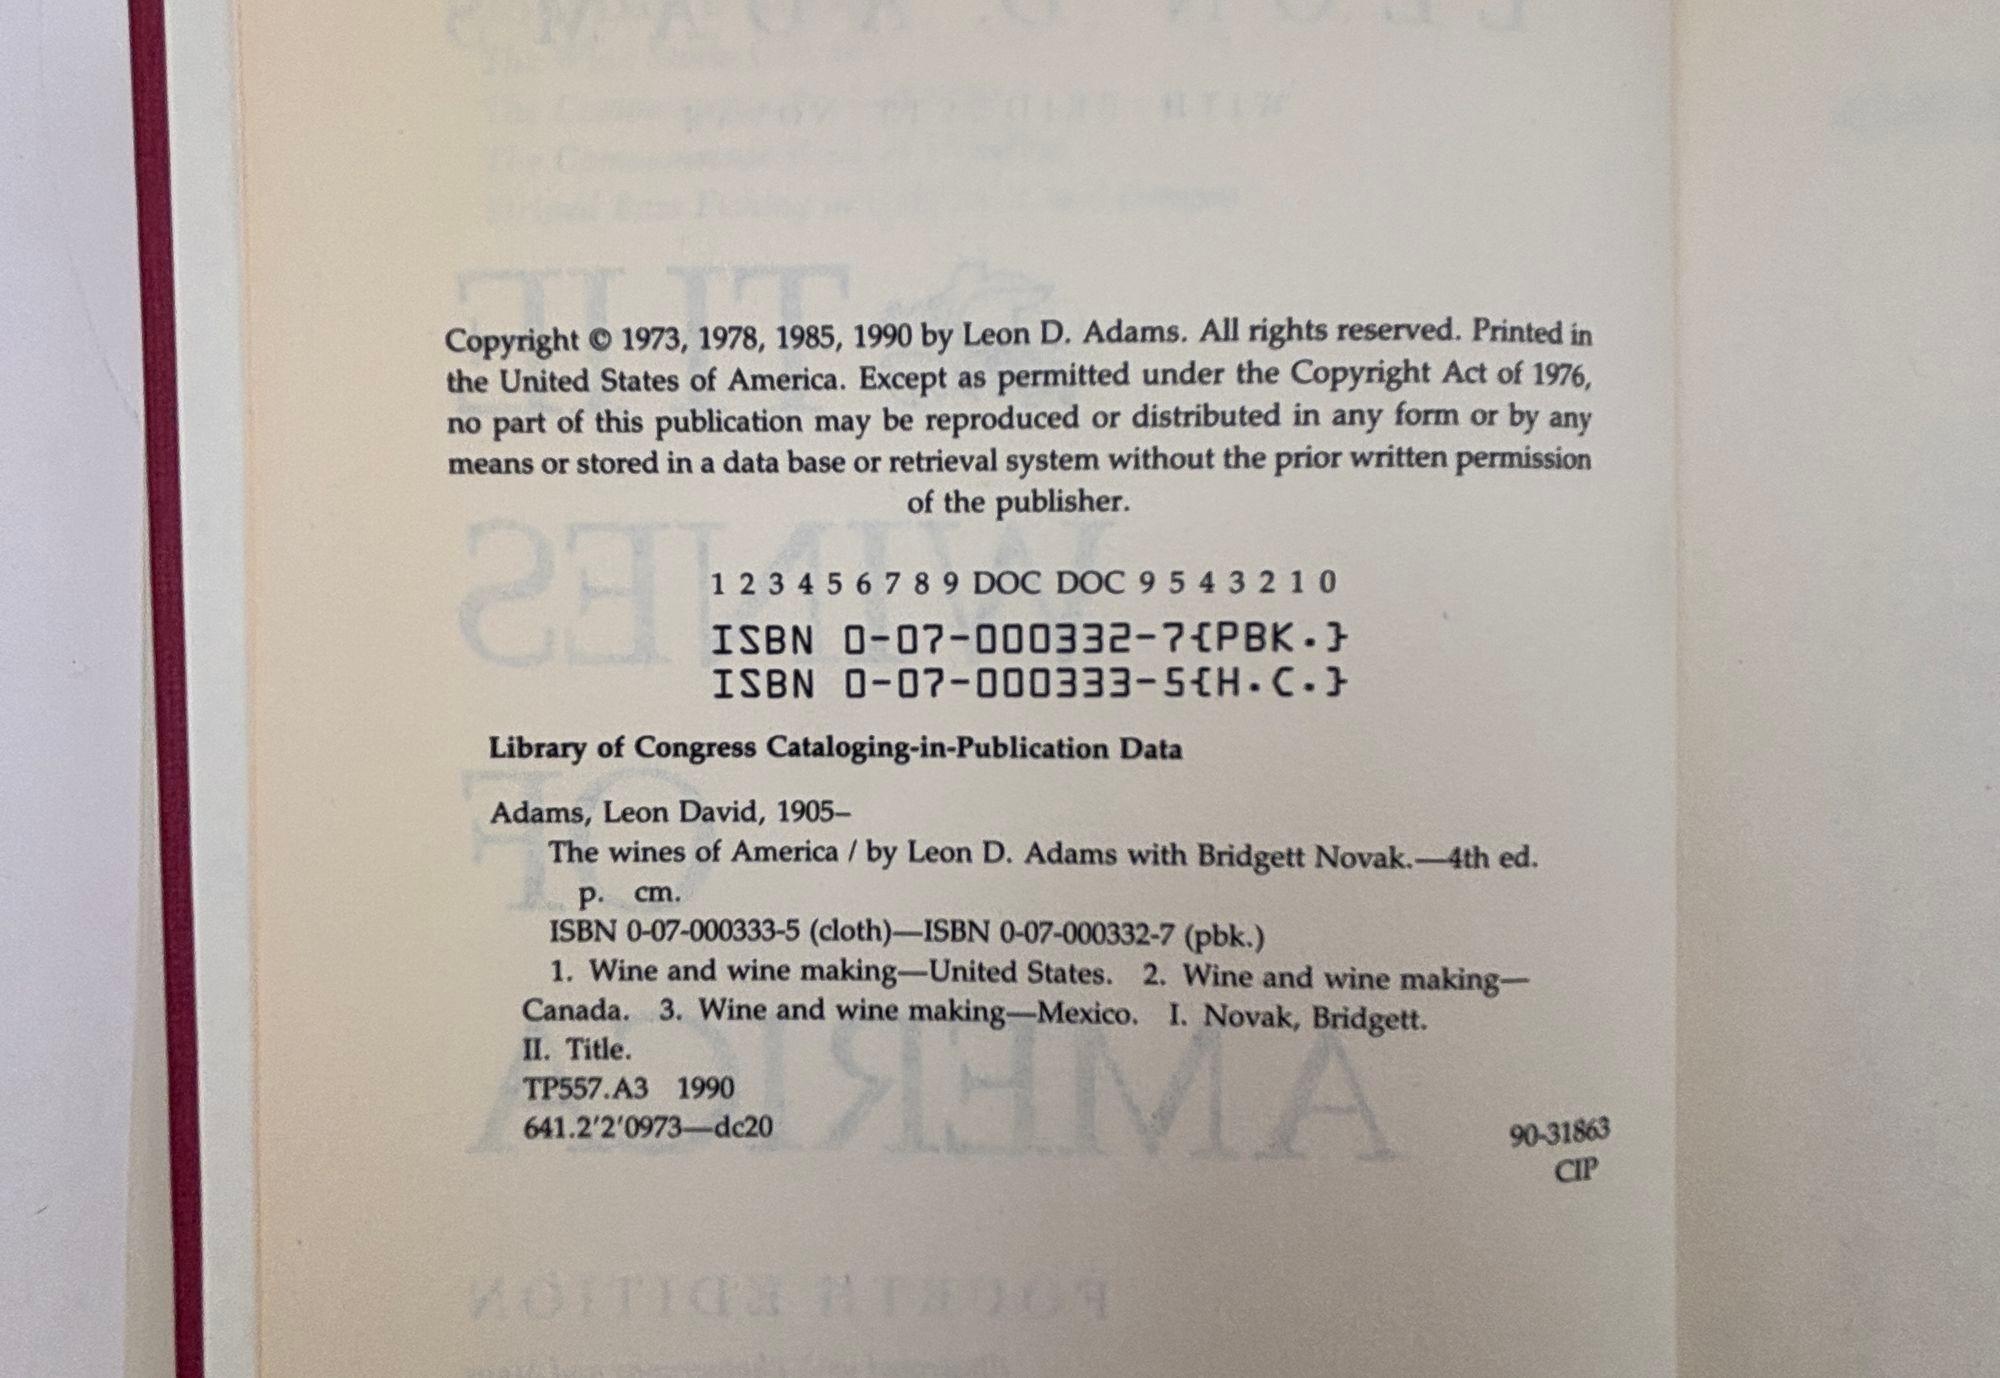 Copyright © 1973, 1978, 1985, 1990 by Leon D. Adams. All rights reserved. Printed in
the United States of America. Except as permitted under the Copyright Act of 1976,
no part of this publication may be reproduced or distributed in any form or by any
means or stored in a data base or retrieval system without the prior written permission
of the publisher.
1 2 3 4 5 6 7 8 9 DOC DOC 9 5 4 3 2 1 0
ISBN 0-07-000332-7{PBK.}
ISBN 0-07-000333-5{H.C.}
Library of Congress Cataloging-in-Publication Data
Adams, Leon David, 1905–
The wines of America / by Leon D. Adams with Bridgett Novak.—4th ed.
p. cm.
ISBN 0-07-000333-5 (cloth)—ISBN 0-07-000332-7 (pbk.)
1. Wine and wine making—United States. 2. Wine and wine making—
Canada. 3. Wine and wine making—Mexico. I. Novak, Bridgett.
II. Title.
TP557.A3 1990
641.2'2'0973—dc20
90-31863
CIP
THE
WINES
OF
AMERICA
FOURTH EDITION